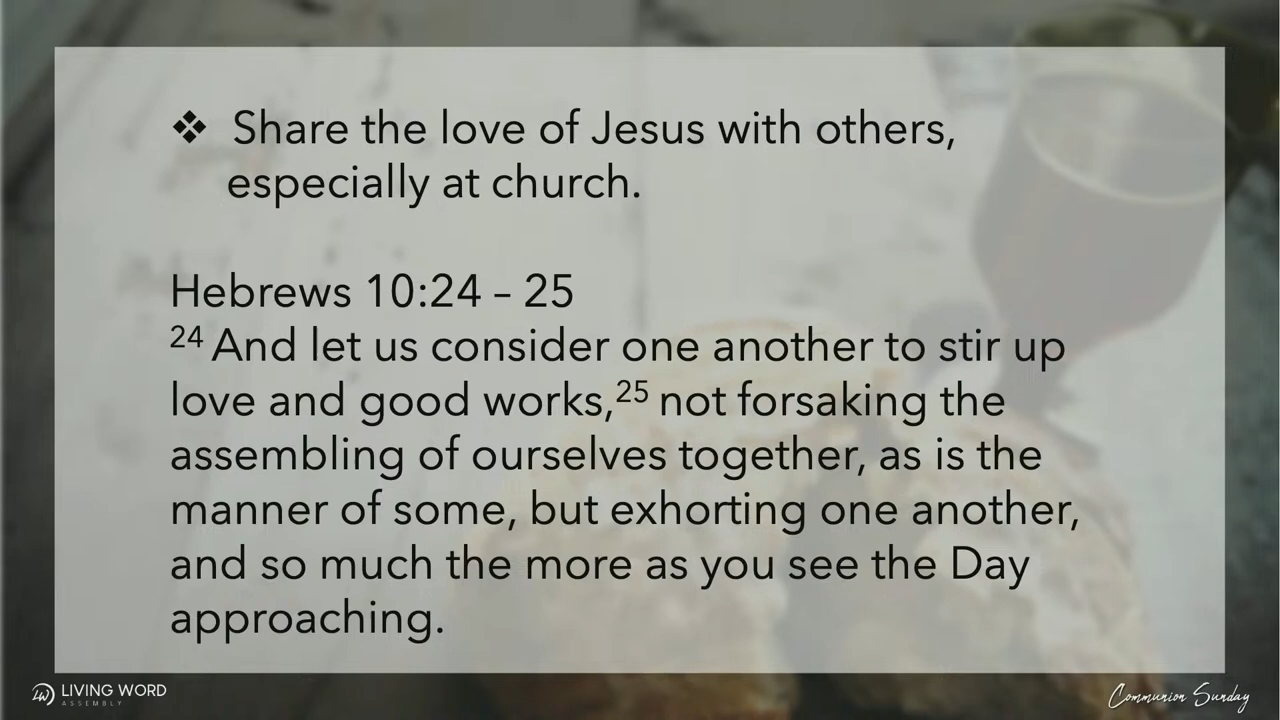 ❖ Share the love of Jesus with others,
especially at church.
Hebrews 10:24 – 25
24 And let us consider one another to stir up
love and good works,25 not forsaking the
assembling of ourselves together, as is the
manner of some, but exhorting one another,
and so much the more as you see the Day
approaching.
LW LIVING WORD
ASSEMBLY
Communion Sunday